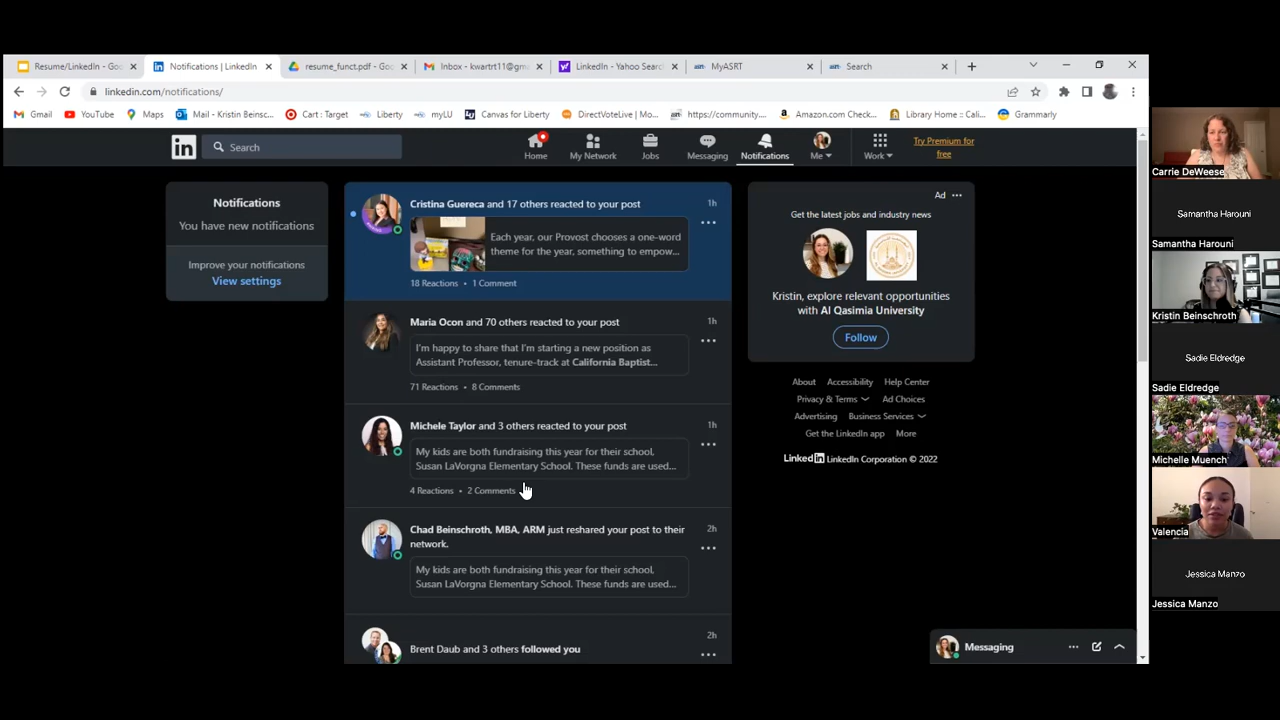 Resume/LinkedIn - Goo
Notifications | LinkedIn
resume_funct.pdf - Goo
Inbox - kwartrt11@gm
LinkedIn - Yahoo Searc
MyASRT
Search
linkedin.com/notifications/
Gmail
YouTube
Maps
Mail - Kristin Beinsc...
Cart : Target
Liberty
myLU
Canvas for Liberty
DirectVoteLive | Mo...
https://community....
Amazon.com Check...
Library Home :: Cali...
Grammarly
Search
Home
My Network
Jobs
Messaging
Notifications
Me
Work
Try Premium for
free
Notifications
You have new notifications
Improve your notifications
View settings
Cristina Guereca and 17 others reacted to your post
1h
Each year, our Provost chooses a one-word
theme for the year, something to empow...
18 Reactions • 1 Comment
Maria Ocon and 70 others reacted to your post
1h
I'm happy to share that I'm starting a new position as
Assistant Professor, tenure-track at California Baptist...
71 Reactions • 8 Comments
Michele Taylor and 3 others reacted to your post
1h
My kids are both fundraising this year for their school,
Susan LaVorgna Elementary School. These funds are used...
4 Reactions • 2 Comments
Chad Beinschroth, MBA, ARM just reshared your post to their
network.
2h
My kids are both fundraising this year for their school,
Susan LaVorgna Elementary School. These funds are used...
Brent Daub and 3 others followed you
2h
Ad
Get the latest jobs and industry news
Kristin, explore relevant opportunities
with Al Qasimia University
Follow
About Accessibility Help Center
Privacy & Terms Ad Choices
Advertising Business Services
Get the LinkedIn app More
LinkedIn LinkedIn Corporation © 2022
Messaging
Carrie DeWeese
Samantha Harouni
Samantha Harouni
Kristin Beinschroth
Sadie Eldredge
Sadie Eldredge
Michelle Muench
Valencia
Jessica Manzo
Jessica Manzo